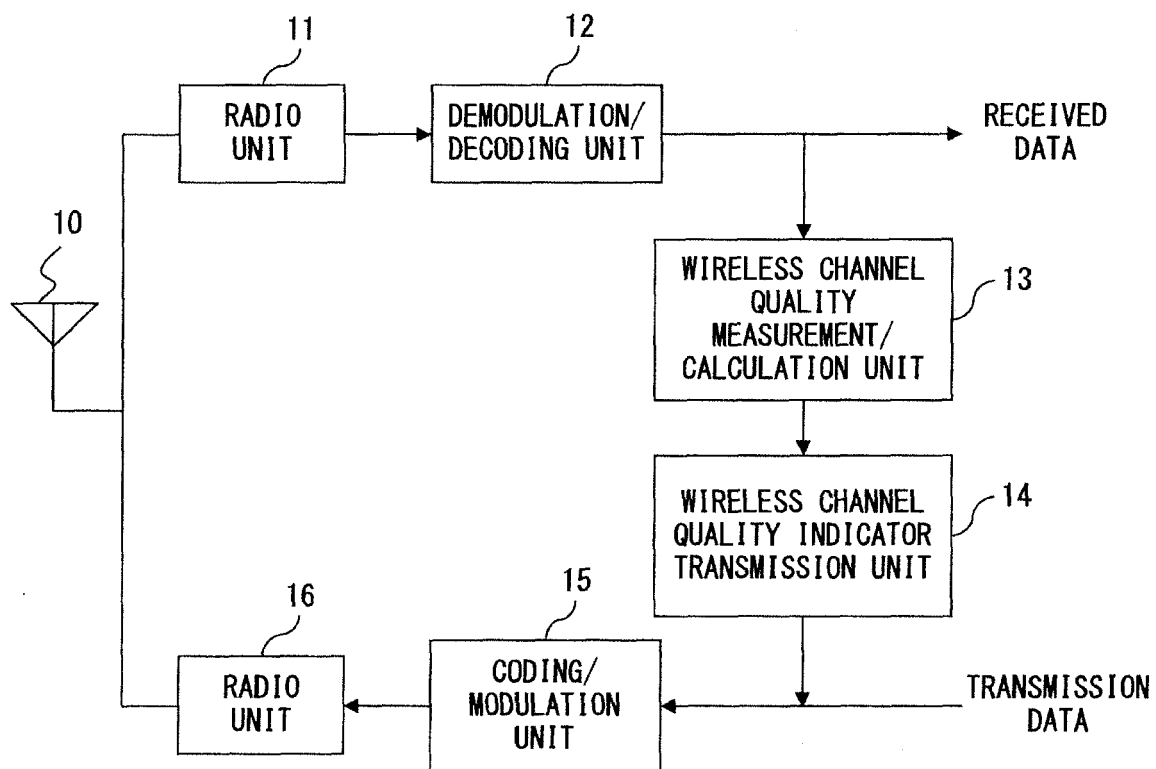 11
12
RADIO
UNIT
DEMODULATION/
DECODING UNIT
RECEIVED
DATA
10
WIRELESS CHANNEL
QUALITY
MEASUREMENT/
CALCULATION UNIT
13
WIRELESS CHANNEL
QUALITY INDICATOR
TRANSMISSION UNIT
14
16
15
RADIO
UNIT
CODING/
MODULATION
UNIT
TRANSMISSION
DATA